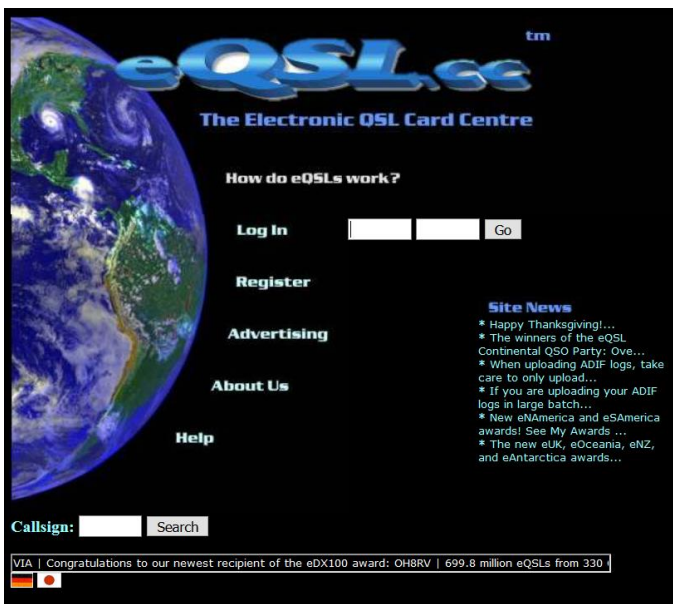 eQSL.cc tm
The Electronic QSL Card Centre
How do eQSLs work?
Log In Go
Register
Advertising
About Us
Help
Site News
* Happy Thanksgiving!...
* The winners of the eQSL
Continental QSO Party: Ove...
* When uploading ADIF logs, take
care to only upload...
* If you are uploading your ADIF
logs in large batch...
* New eNAmerica and eSAmerica
awards! See My Awards ...
* The new eUK, eOceania, eNZ,
and eAntarctica awards...
Callsign: Search
VIA | Congratulations to our newest recipient of the eDX100 award: OH8RV | 699.8 million eQSLs from 330